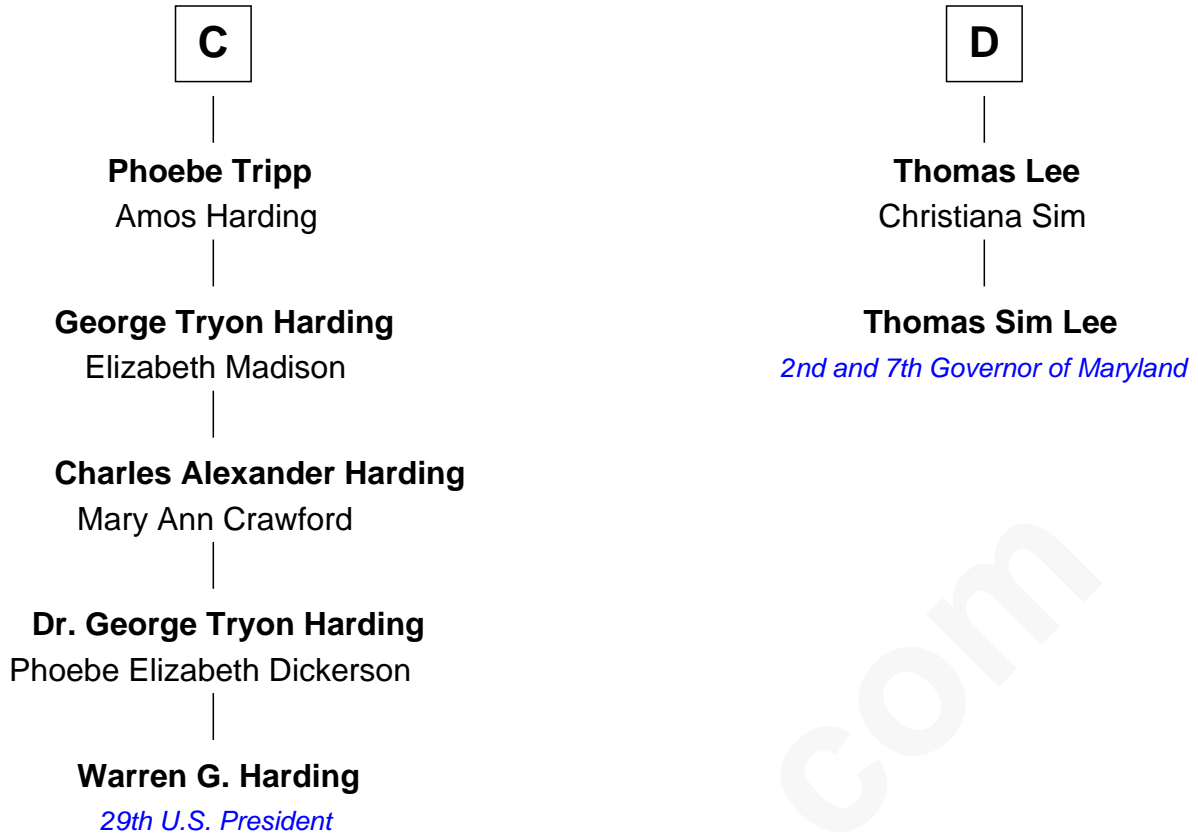 C
Phoebe Tripp
Amos Harding
George Tryon Harding
Elizabeth Madison
Charles Alexander Harding
Mary Ann Crawford
Dr. George Tryon Harding
Phoebe Elizabeth Dickerson
Warren G. Harding
29th U.S. President
D
Thomas Lee
Christiana Sim
Thomas Sim Lee
2nd and 7th Governor of Maryland
com